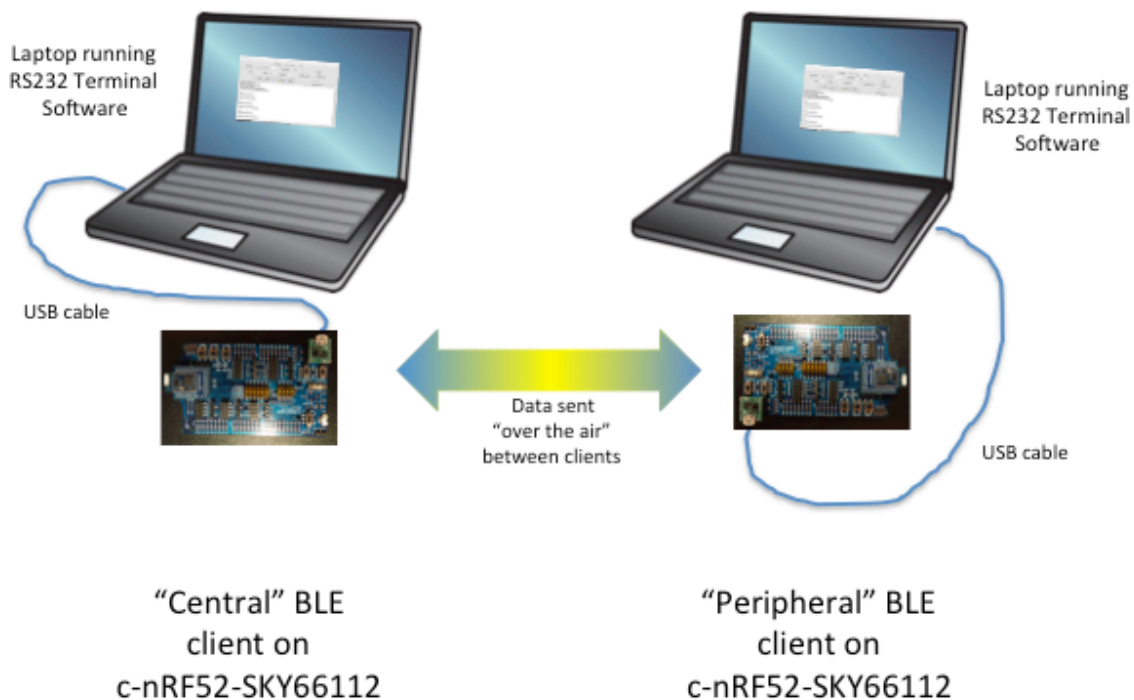 Laptop running
RS232 Terminal
Software
Laptop running
RS232 Terminal
Software
USB cable
Data sent
“over the air”
between clients
USB cable
“Central” BLE
client on
c-nRF52-SKY66112
“Peripheral” BLE
client on
c-nRF52-SKY66112